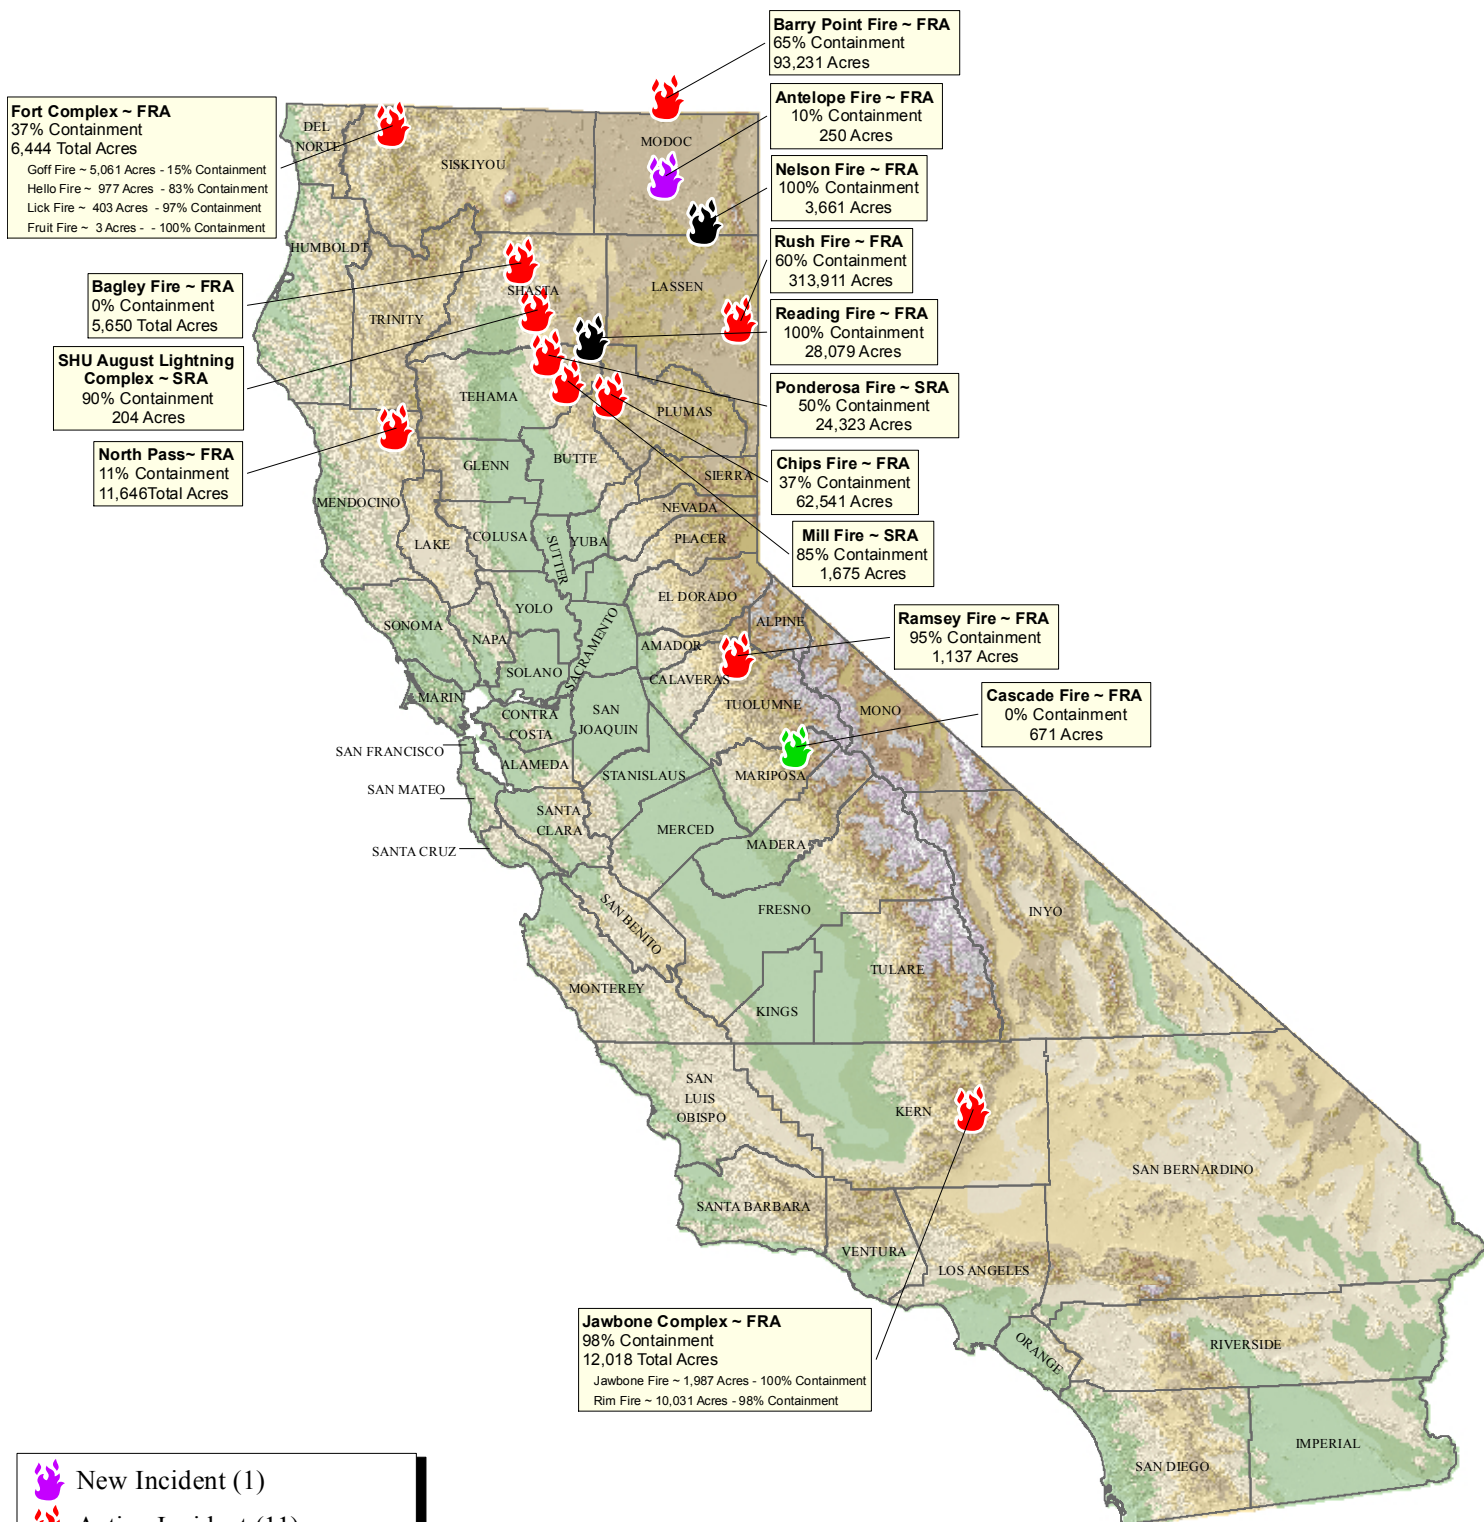 Barry Point Fire ~ FRA
65% Containment
93,231 Acres
Antelope Fire ~ FRA
10% Containment
250 Acres
Nelson Fire ~ FRA
100% Containment
3,661 Acres
Rush Fire ~ FRA
60% Containment
313,911 Acres
Reading Fire ~ FRA
100% Containment
28,079 Acres
Ponderosa Fire ~ SRA
50% Containment
24,323 Acres
Chips Fire ~ FRA
37% Containment
62,541 Acres
Mill Fire ~ SRA
85% Containment
1,675 Acres
Ramsey Fire ~ FRA
95% Containment
1,137 Acres
Cascade Fire ~ FRA
0% Containment
671 Acres
Fort Complex ~ FRA
37% Containment
6,444 Total Acres
Goff Fire ~ 5,061 Acres - 15% Containment
Hello Fire ~ 977 Acres - 83% Containment
Lick Fire ~ 403 Acres - 97% Containment
Fruit Fire ~ 3 Acres - - 100% Containment
Bagley Fire ~ FRA
0% Containment
5,650 Total Acres
SHU August Lightning
Complex ~ SRA
90% Containment
204 Acres
North Pass~ FRA
11% Containment
11,646Total Acres
Jawbone Complex ~ FRA
98% Containment
12,018 Total Acres
Jawbone Fire ~ 1,987 Acres - 100% Containment
Rim Fire ~ 10,031 Acres - 98% Containment
DEL
NORTE
SISKIYOU
MODOC
HUMBOLDT
TRINITY
SHASTA
LASSEN
TEHAMA
PLUMAS
GLENN
BUTTE
SIERRA
MENDOCINO
NEVADA
LAKE
COLUSA
SUTTER
YUBA
PLACER
EL DORADO
YOLO
SONOMA
NAPA
SACRAMENTO
ALPINE
AMADOR
SOLANO
CALAVERAS
MARIN
TUOLUMNE
MONO
CONTRA
COSTA
SAN
JOAQUIN
SAN FRANCISCO
ALAMEDA
STANISLAUS
MARIPOSA
SAN MATEO
SANTA
CLARA
MERCED
MADERA
SANTA CRUZ
SAN BENITO
FRESNO
INYO
MONTEREY
TULARE
KINGS
SAN
LUIS
OBISPO
KERN
SAN BERNARDINO
SANTA BARBARA
VENTURA
LOS ANGELES
ORANGE
RIVERSIDE
SAN DIEGO
IMPERIAL
New Incident (1)
Active Incident (11)